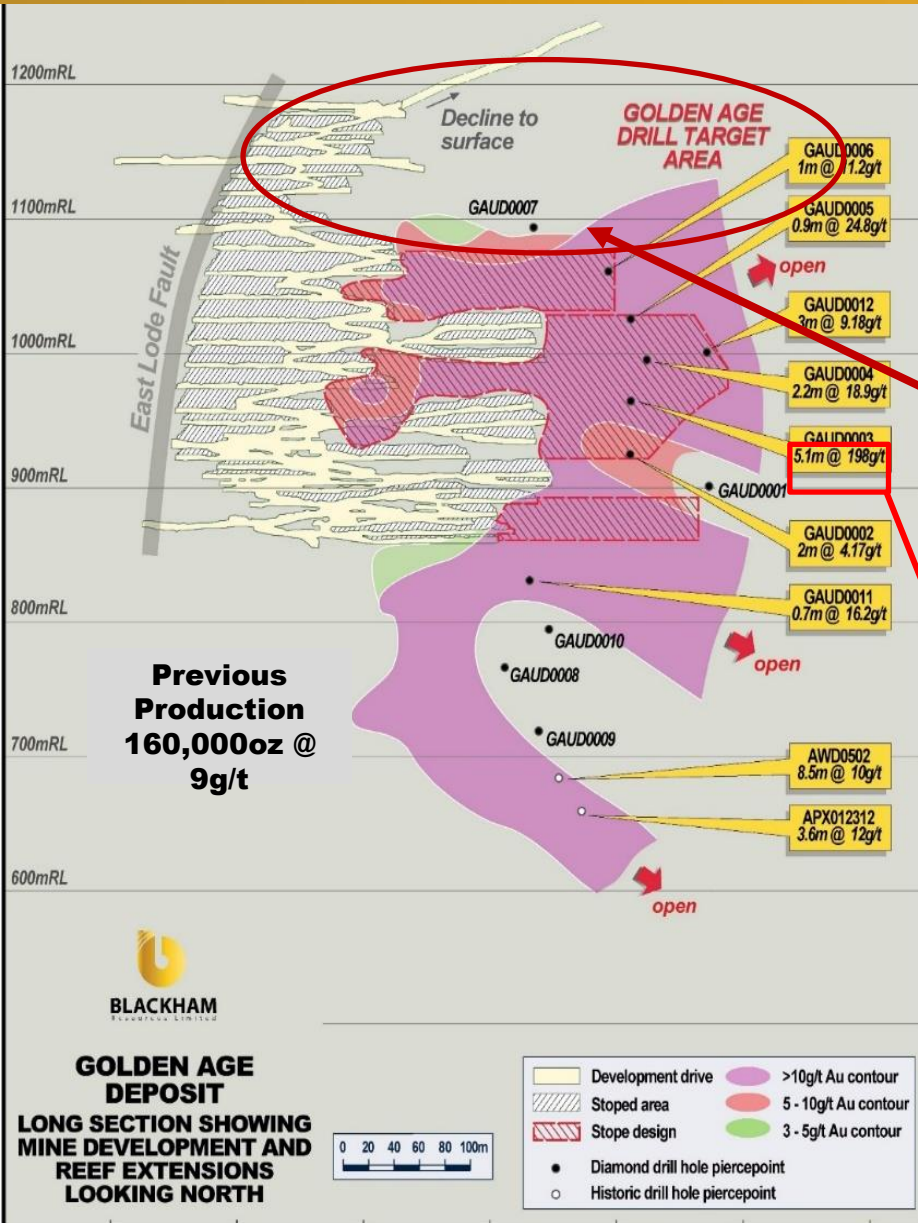 1200mRL
Decline to
surface
GOLDEN AGE
DRILL TARGET
AREA
GAUD0006
1m @ 11.2g/t
1100mRL
GAUD0007
GAUD0005
0.9m @ 24.8g/t
open
East Lode Fault
GAUD0012
3m @ 9.18g/t
1000mRL
GAUD0004
2.2m @ 18.9g/t
GAUD0003
5.1m @ 198g/t
900mRL
GAUD0001
GAUD0002
2m @ 4.17g/t
GAUD0011
0.7m @ 16.2g/t
800mRL
GAUD0010
open
GAUD0008
Previous
Production
160,000oz @
9g/t
700mRL
GAUD0009
AWD0502
8.5m @ 10g/t
APX012312
3.6m @ 12g/t
600mRL
open
BLACKHAM
Resources Limited
GOLDEN AGE
DEPOSIT
LONG SECTION SHOWING
MINE DEVELOPMENT AND
REEF EXTENSIONS
LOOKING NORTH
0 20 40 60 80 100m
Development drive
Stoped area
Stope design
>10g/t Au contour
5 - 10g/t Au contour
3 - 5g/t Au contour
Diamond drill hole piercepoint
Historic drill hole piercepoint